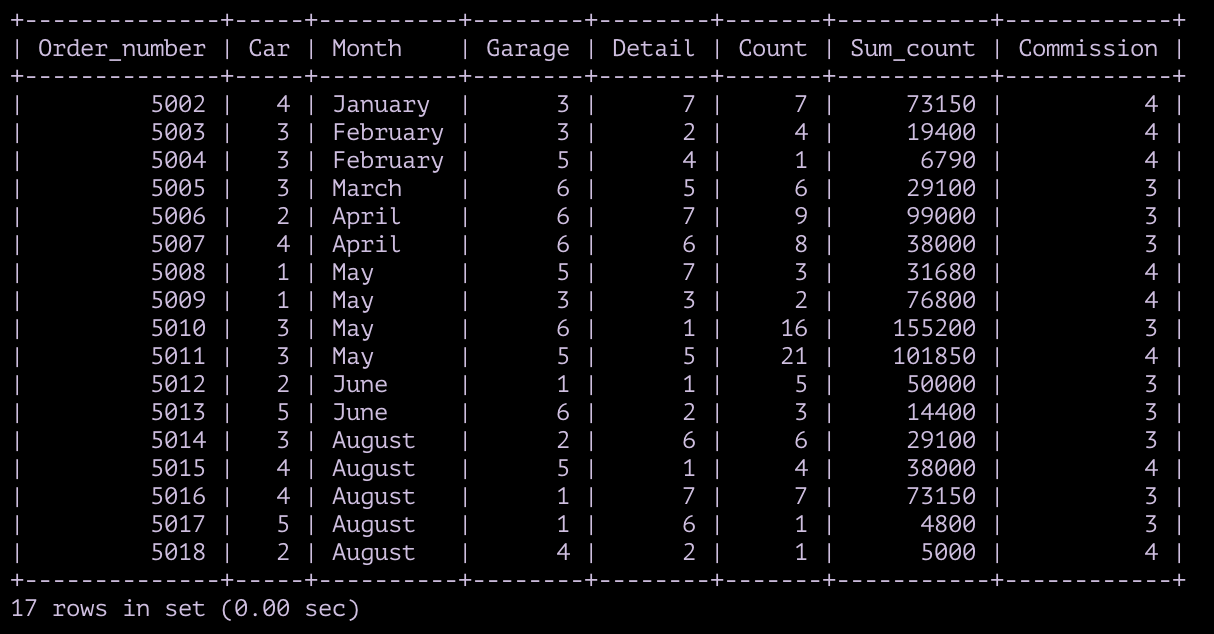 +--------------+-----+----------+--------+--------+-------+-----------+------------+
| Order_number | Car | Month    | Garage | Detail | Count | Sum_count | Commission |
+--------------+-----+----------+--------+--------+-------+-----------+------------+
|         5002 |   4 | January  |      3 |      7 |     7 |     73150 |          4 |
|         5003 |   3 | February |      3 |      2 |     4 |     19400 |          4 |
|         5004 |   3 | February |      5 |      4 |     1 |      6790 |          4 |
|         5005 |   3 | March    |      6 |      5 |     6 |     29100 |          3 |
|         5006 |   2 | April    |      6 |      7 |     9 |     99000 |          3 |
|         5007 |   4 | April    |      6 |      6 |     8 |     38000 |          3 |
|         5008 |   1 | May      |      5 |      7 |     3 |     31680 |          4 |
|         5009 |   1 | May      |      3 |      3 |     2 |     76800 |          4 |
|         5010 |   3 | May      |      6 |      1 |    16 |    155200 |          3 |
|         5011 |   3 | May      |      5 |      5 |    21 |    101850 |          4 |
|         5012 |   2 | June     |      1 |      1 |     5 |     50000 |          3 |
|         5013 |   5 | June     |      6 |      2 |     3 |     14400 |          3 |
|         5014 |   3 | August   |      2 |      6 |     6 |     29100 |          3 |
|         5015 |   4 | August   |      5 |      1 |     4 |     38000 |          4 |
|         5016 |   4 | August   |      1 |      7 |     7 |     73150 |          3 |
|         5017 |   5 | August   |      1 |      6 |     1 |      4800 |          3 |
|         5018 |   2 | August   |      4 |      2 |     1 |      5000 |          4 |
+--------------+-----+----------+--------+--------+-------+-----------+------------+
17 rows in set (0.00 sec)